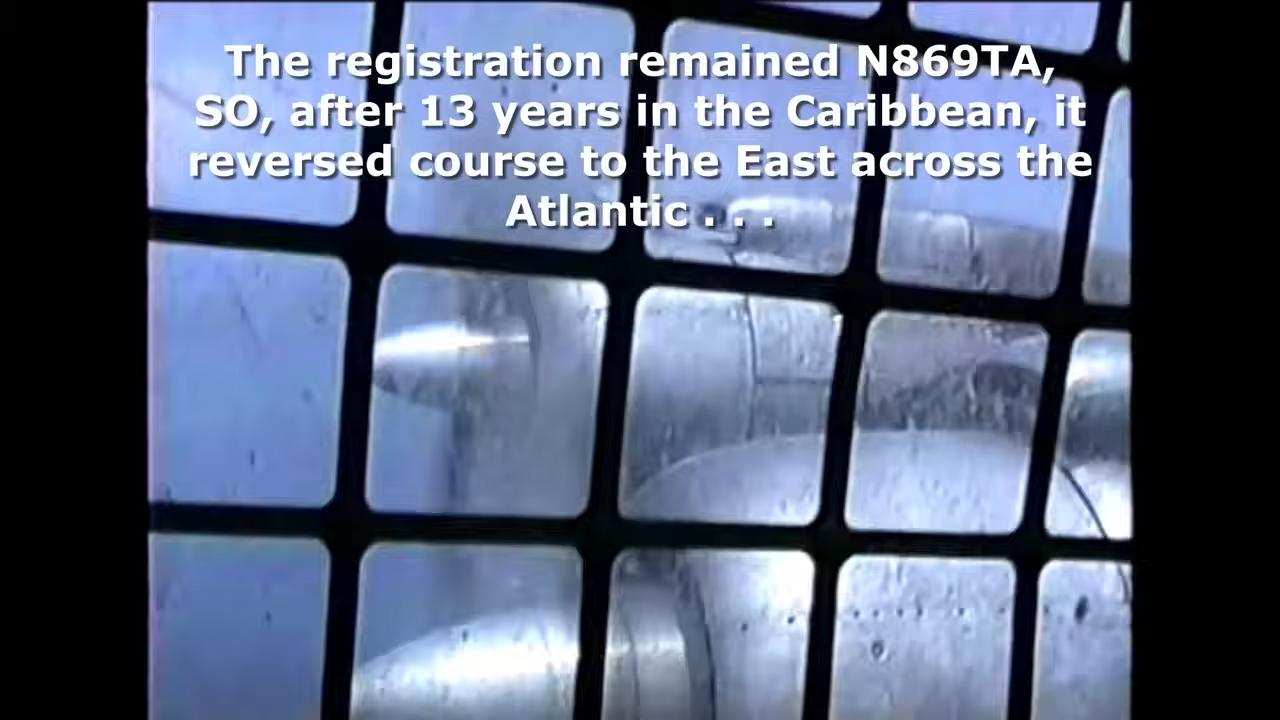 The registration remained N869TA,
SO, after 13 years in the Caribbean, it
reversed course to the East across the
Atlantic . . .